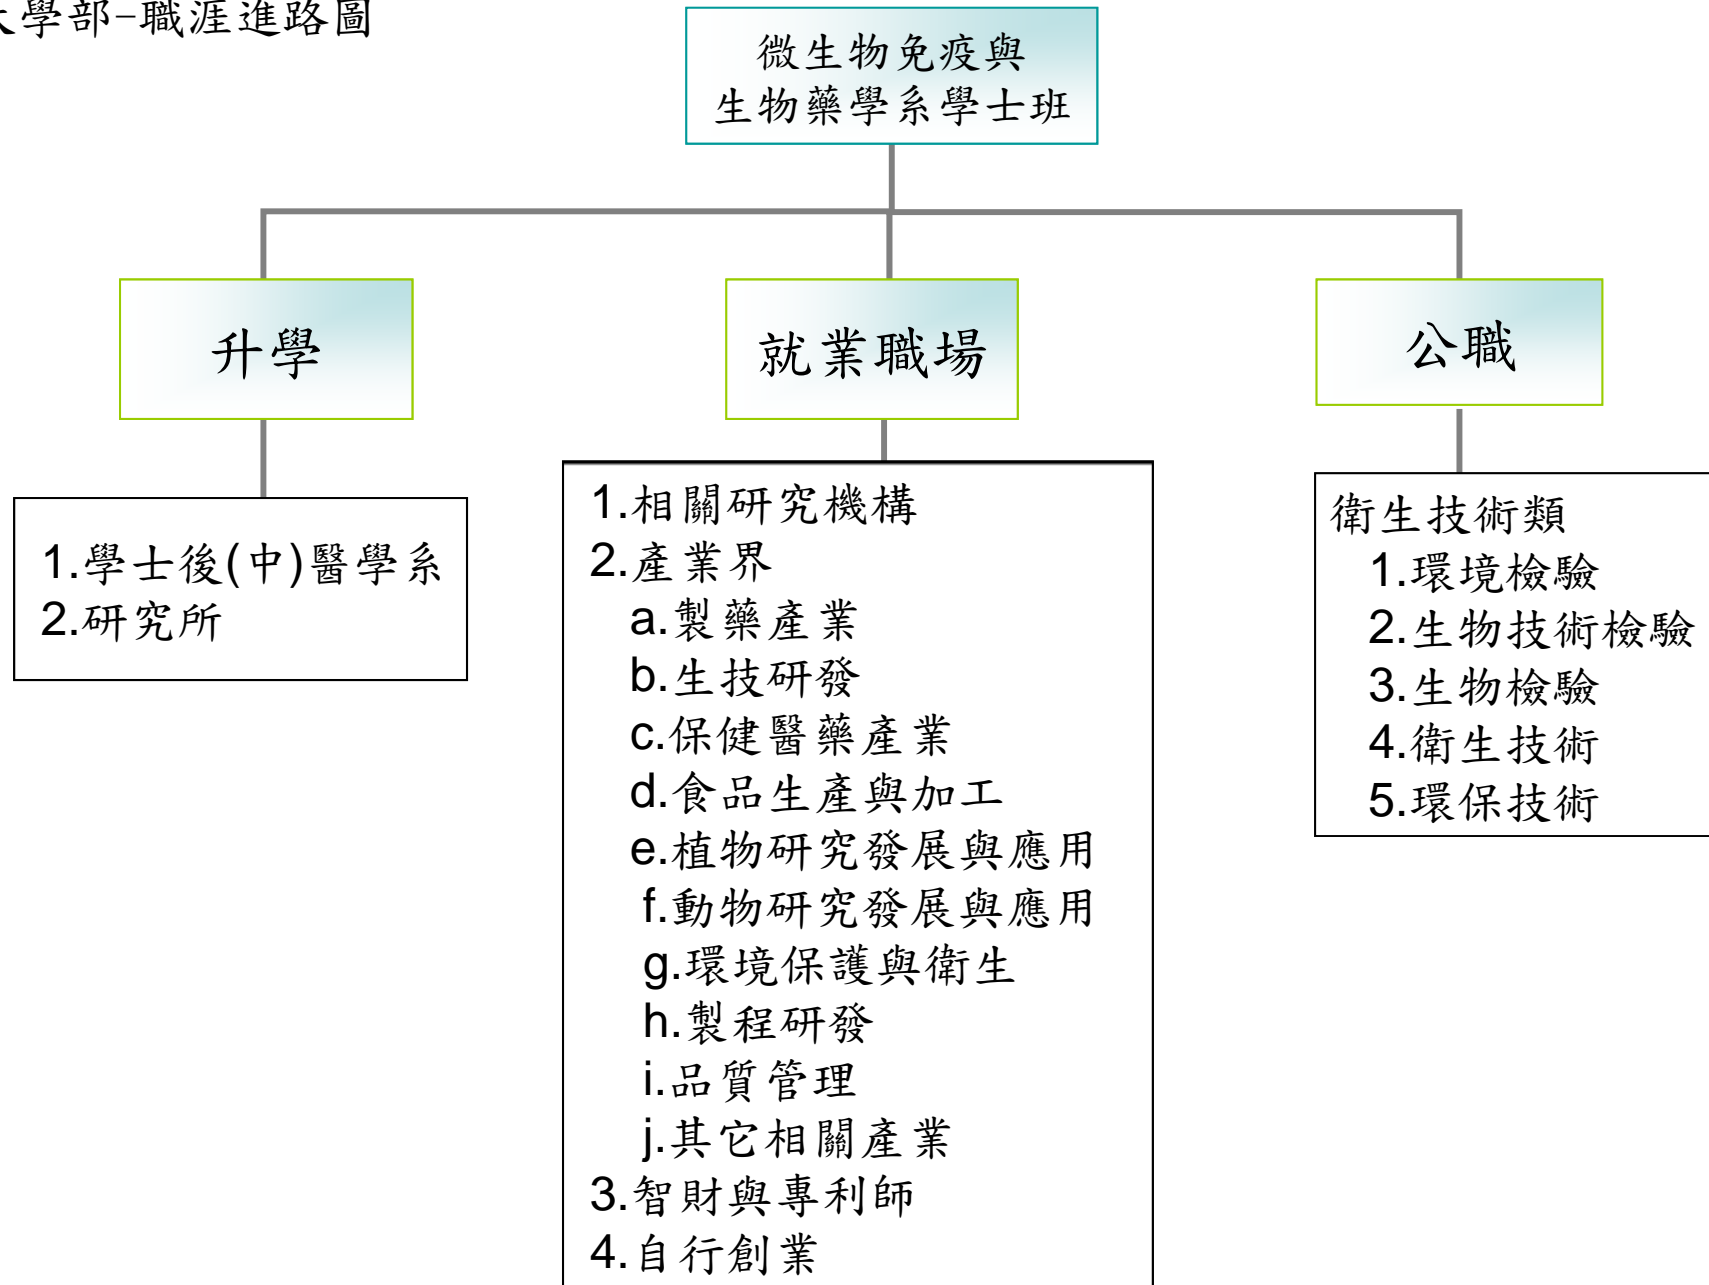 大學部-職涯進路圖
微生物免疫與
生物藥學系學士班
升學
就業職場
公職
1.學士後(中)醫學系
2.研究所
1.相關研究機構
2.產業界
a.製藥產業
b.生技研發
c.保健醫藥產業
d.食品生產與加工
e.植物研究發展與應用
f.動物研究發展與應用
g.環境保護與衛生
h.製程研發
i.品質管理
j.其它相關產業
3.智財與專利師
4.自行創業
衛生技術類
1.環境檢驗
2.生物技術檢驗
3.生物檢驗
4.衛生技術
5.環保技術